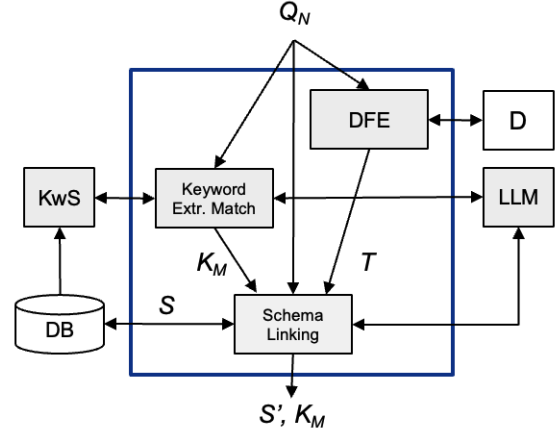 Q_N
DFE
D
KwS
Keyword
Extr. Match
LLM
K_M
T
S
DB
Schema
Linking
S', K_M